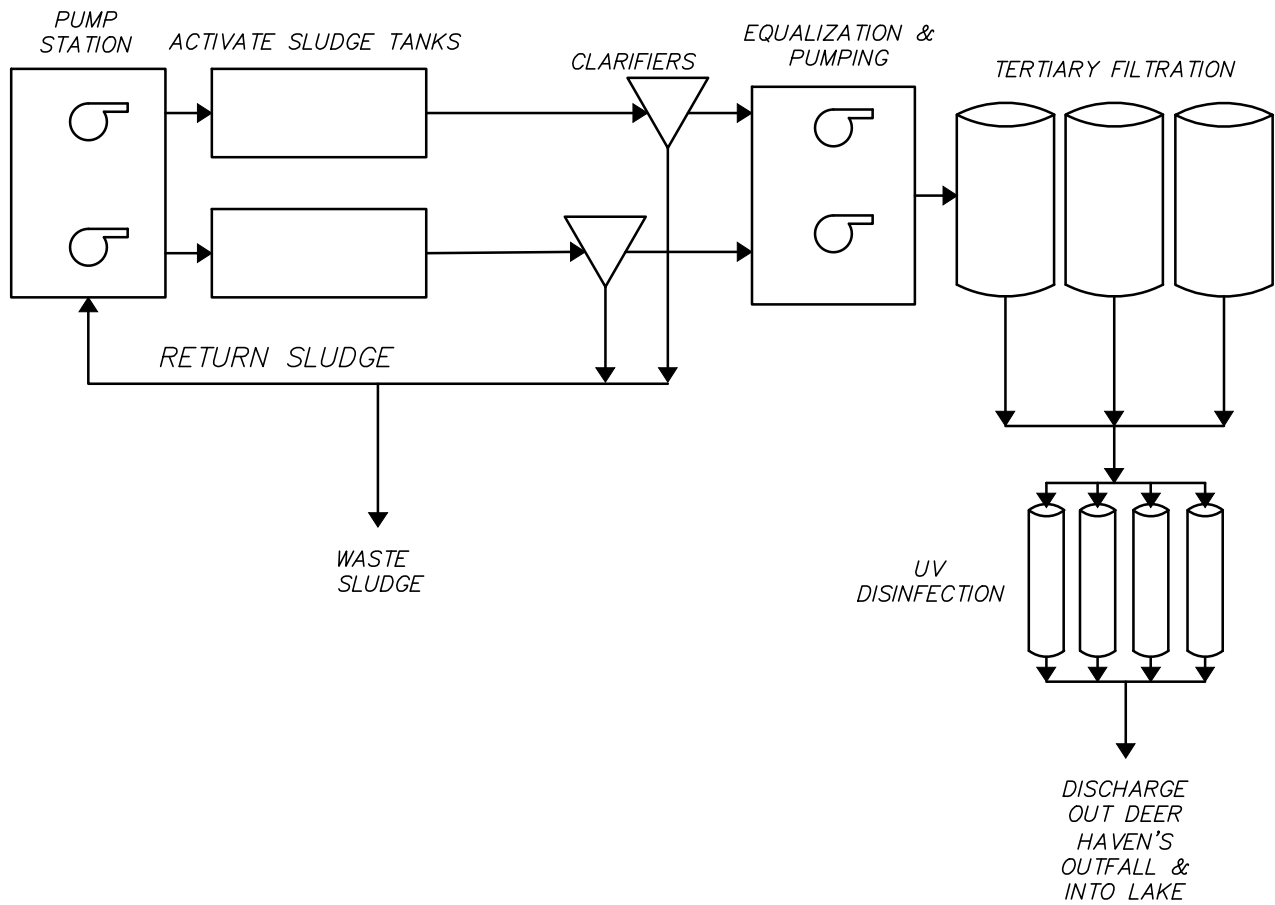 PUMP
STATION
ACTIVATE SLUDGE TANKS
CLARIFIERS
EQUALIZATION &
PUMPING
TERTIARY FILTRATION
RETURN SLUDGE
WASTE
SLUDGE
UV
DISINFECTION
DISCHARGE
OUT DEER
HAVEN'S
OUTFALL &
INTO LAKE